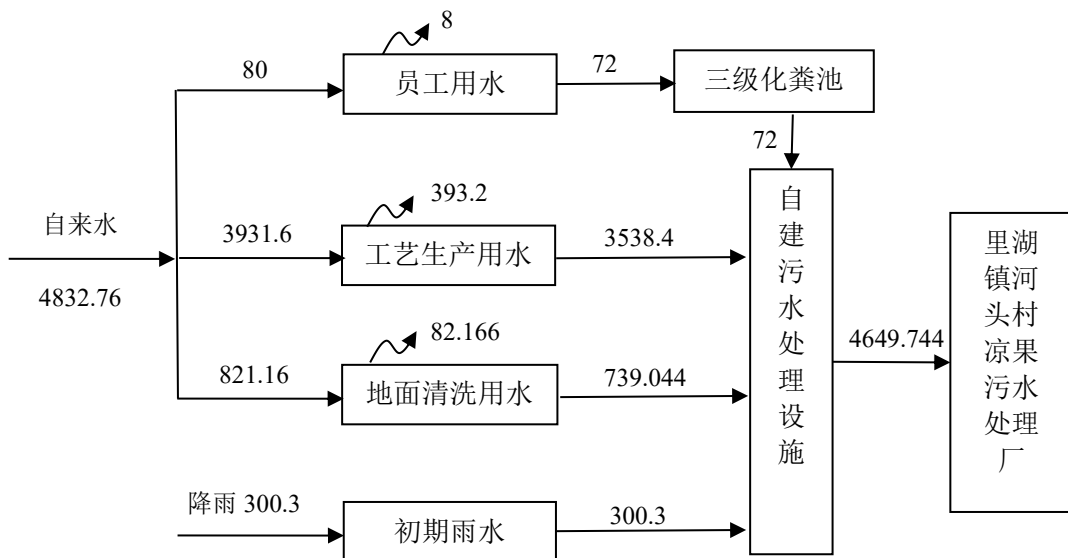 8
80
员工用水
72
三级化粪池
72
自来水
4832.76
3931.6
393.2
工艺生产用水
3538.4
821.16
82.166
地面清洗用水
739.044
降雨 300.3
初期雨水
300.3
自建污水处理设施
4649.744
里湖
镇河
头村
凉果
污水
处理
厂